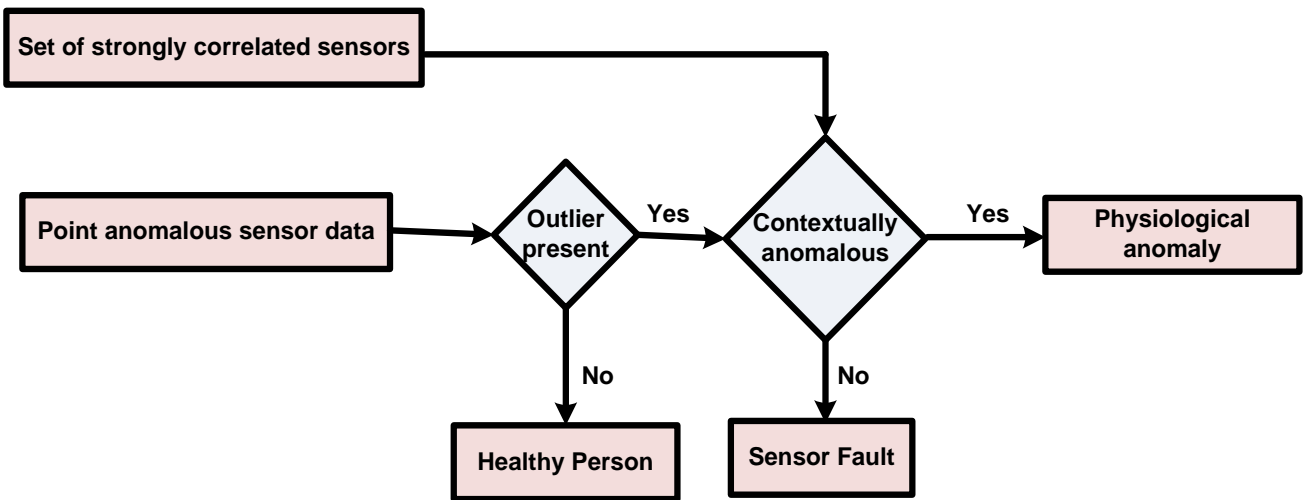 Set of strongly correlated sensors
Point anomalous sensor data
Outlier
present
Yes
Contextually
anomalous
Yes
Physiological
anomaly
No
No
Healthy Person
Sensor Fault